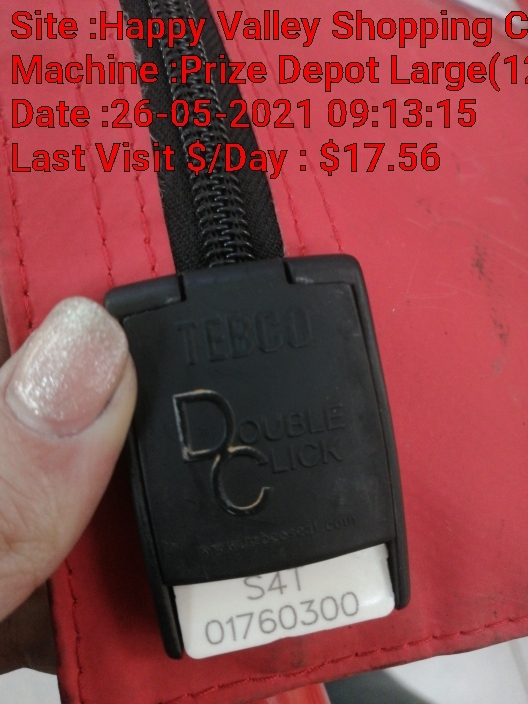 Site :Happy Valley Shopping C
Machine :Prize Depot Large(12
Date :26-05-2021 09:13:15
Last Visit $/Day : $17.56
TEBCO
DOUBLE
CLICK
S4T
01760300